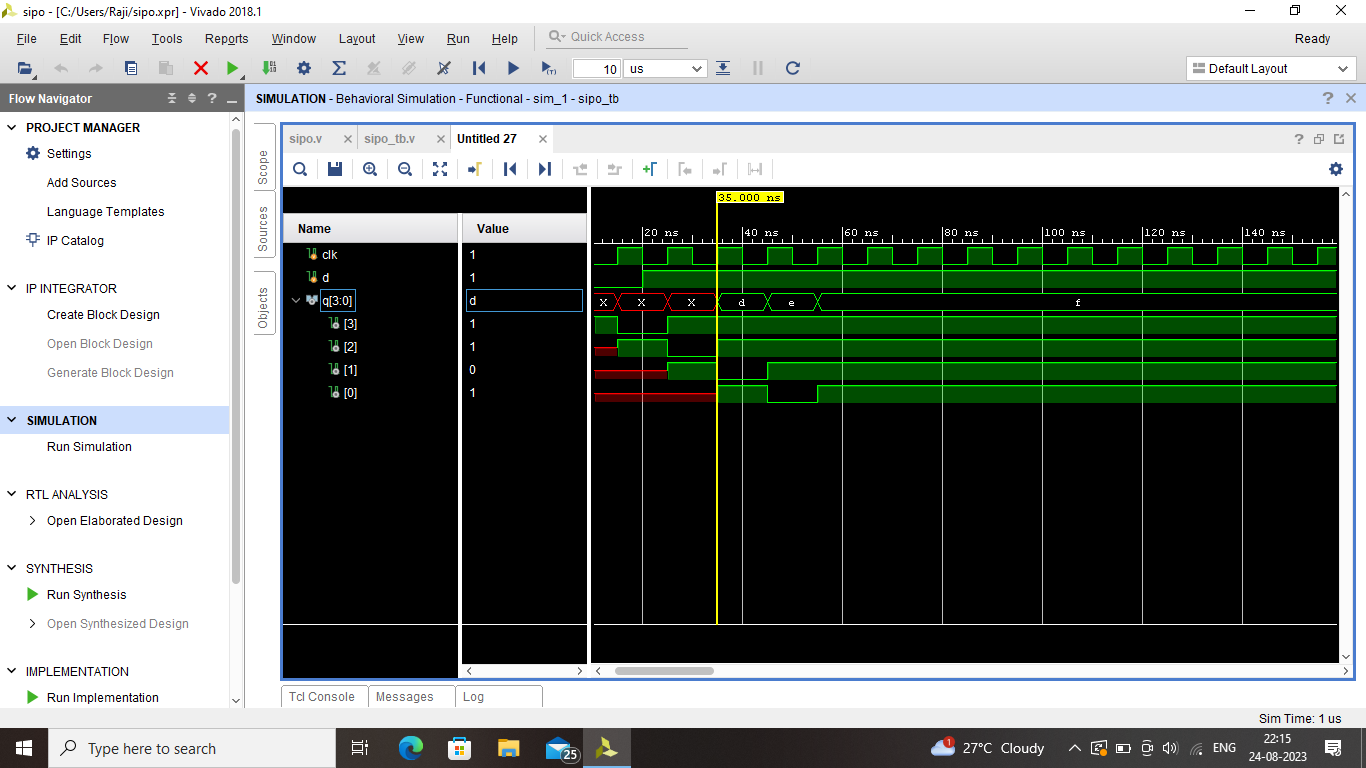 sipo - [C:/Users/Raji/sipo.xpr] - Vivado 2018.1
File Edit Flow Tools Reports Window Layout View Run Help Quick Access Ready
10 us Default Layout
Flow Navigator
SIMULATION - Behavioral Simulation - Functional - sim_1 - sipo_tb
PROJECT MANAGER
Settings
Add Sources
Language Templates
IP Catalog
IP INTEGRATOR
Create Block Design
Open Block Design
Generate Block Design
SIMULATION
Run Simulation
RTL ANALYSIS
Open Elaborated Design
SYNTHESIS
Run Synthesis
Open Synthesized Design
IMPLEMENTATION
Run Implementation
Scope
Sources
Objects
sipo.v sipo_tb.v Untitled 27
35.000 ns
Name Value
20 ns 40 ns 60 ns 80 ns 100 ns 120 ns 140 ns
clk 1
d 1
q[3:0] d X X X d e f
[3] 1
[2] 1
[1] 0
[0] 1
Tcl Console Messages Log
Sim Time: 1 us
Type here to search
25
1
27°C Cloudy
ENG
22:15
24-08-2023